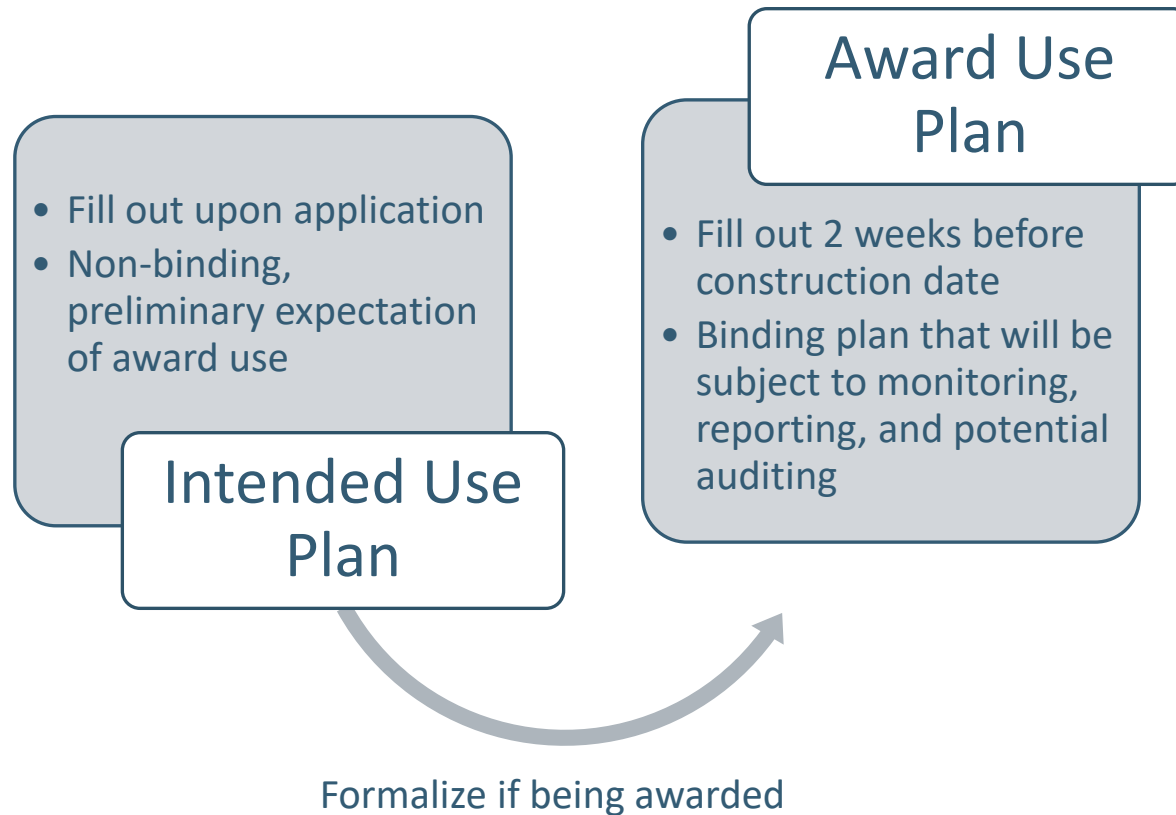 • Fill out upon application
• Non-binding,
preliminary expectation
of award use
Intended Use
Plan
Award Use
Plan
• Fill out 2 weeks before
construction date
• Binding plan that will be
subject to monitoring,
reporting, and potential
auditing
Formalize if being awarded